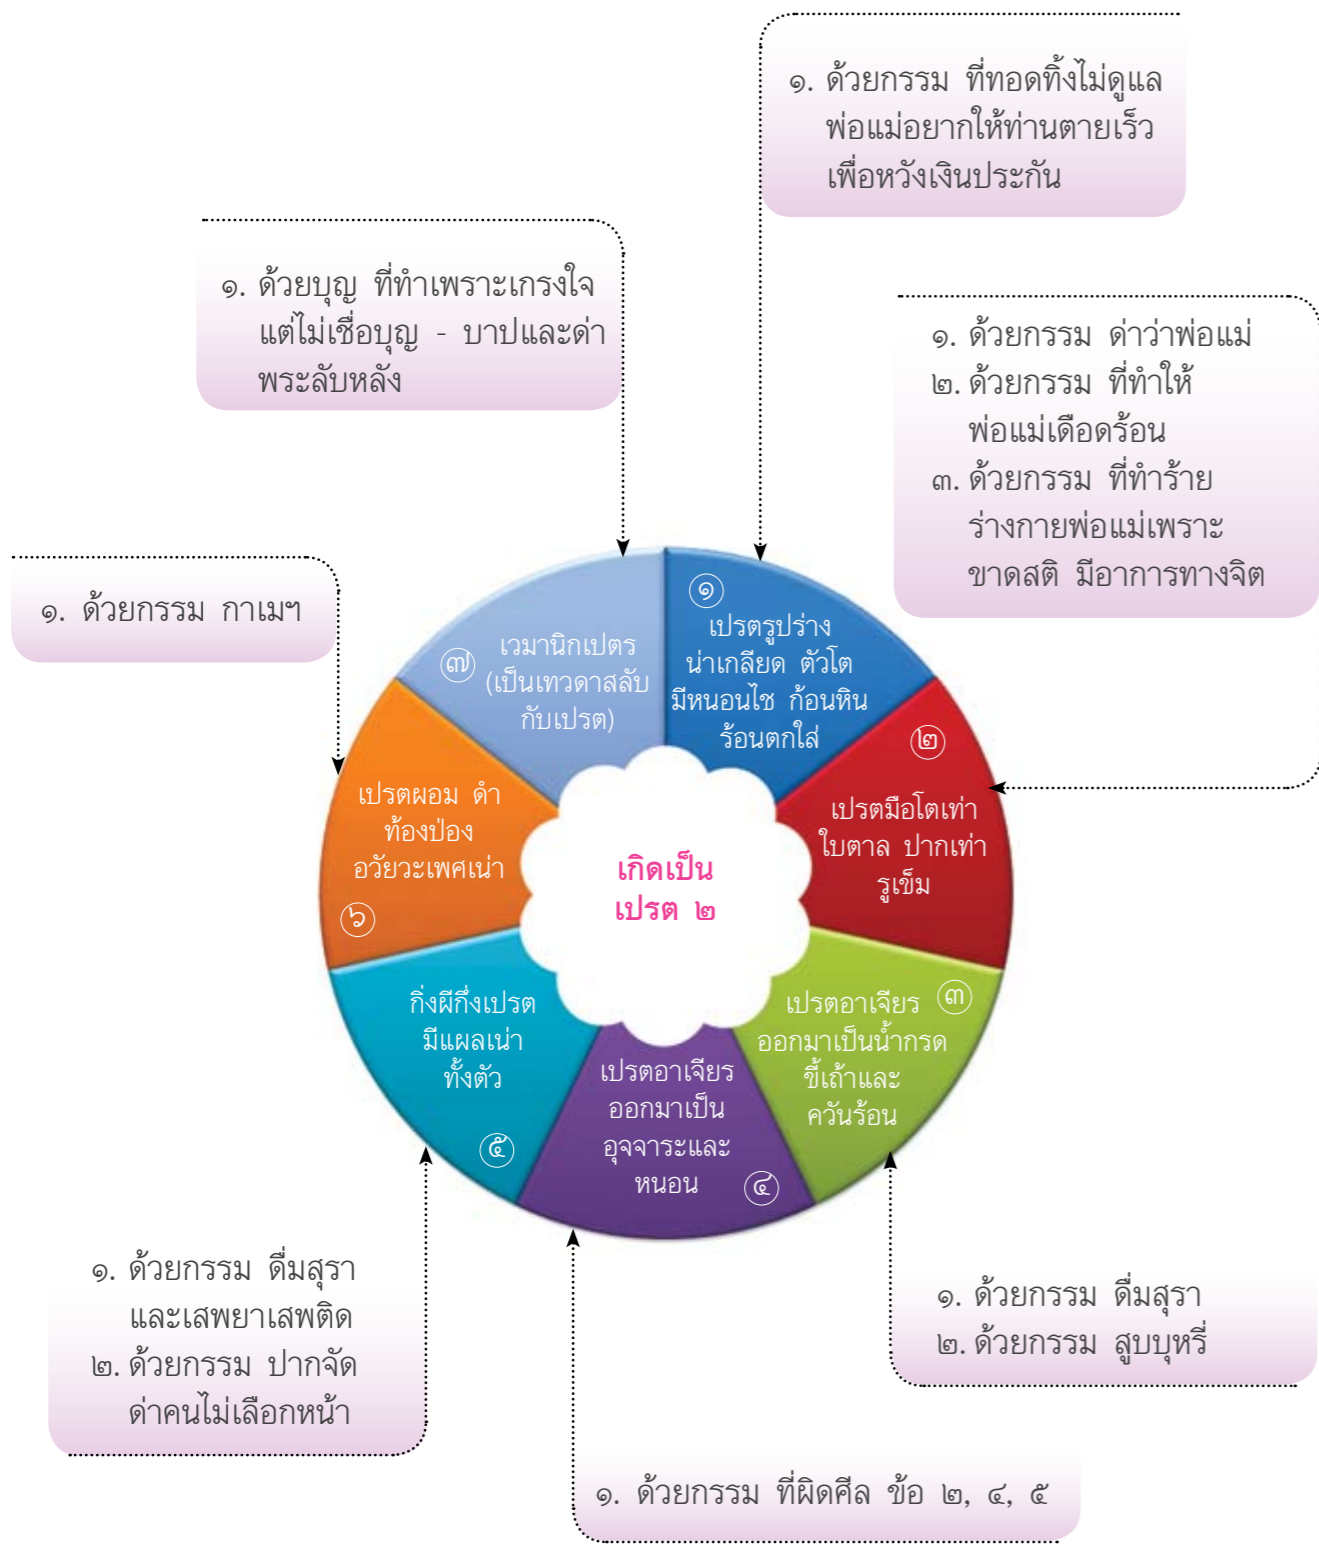 ๑. ด้วยกรรม ที่ทอดทิ้งไม่ดูแล
พ่อแม่อยากให้ท่านตายเร็ว
เพื่อหวังเงินประกัน
๑. ด้วยบุญ ที่ทำเพราะเกรงใจ
แต่ไม่เชื่อบุญ - บาปและด่า
พระลับหลัง
๑. ด้วยกรรม ด่าว่าพ่อแม่
๒. ด้วยกรรม ที่ทำให้
พ่อแม่เดือดร้อน
๓. ด้วยกรรม ที่ทำร้าย
ร่างกายพ่อแม่เพราะ
ขาดสติ มีอาการทางจิต
๑. ด้วยกรรม กาเมฯ
๑
เปรตรูปร่าง
น่าเกลียด ตัวโต
มีหนอนไช ก้อนหิน
ร้อนตกใส่
๗
เวมานิกเปตร
(เป็นเทวดาสลับ
กับเปรต)
๒
เปรตมือโตเท่า
ใบตาล ปากเท่า
รูเข็ม
เปรตผอม ดำ
ท้องป่อง
อวัยวะเพศเน่า
๖
เกิดเป็น
เปรต ๒
๓
เปรตอาเจียร
ออกมาเป็นน้ำกรด
ขี้เถ้าและ
ควันร้อน
กิ่งผีกึ่งเปรต
มีแผลเน่า
ทั้งตัว
๕
เปรตอาเจียร
ออกมาเป็น
อุจจาระและ
หนอน
๔
๑. ด้วยกรรม ดื่มสุรา
และเสพยาเสพติด
๒. ด้วยกรรม ปากจัด
ด่าคนไม่เลือกหน้า
๑. ด้วยกรรม ดื่มสุรา
๒. ด้วยกรรม สูบบุหรี่
๑. ด้วยกรรม ที่ผิดศีล ข้อ ๒, ๔, ๕